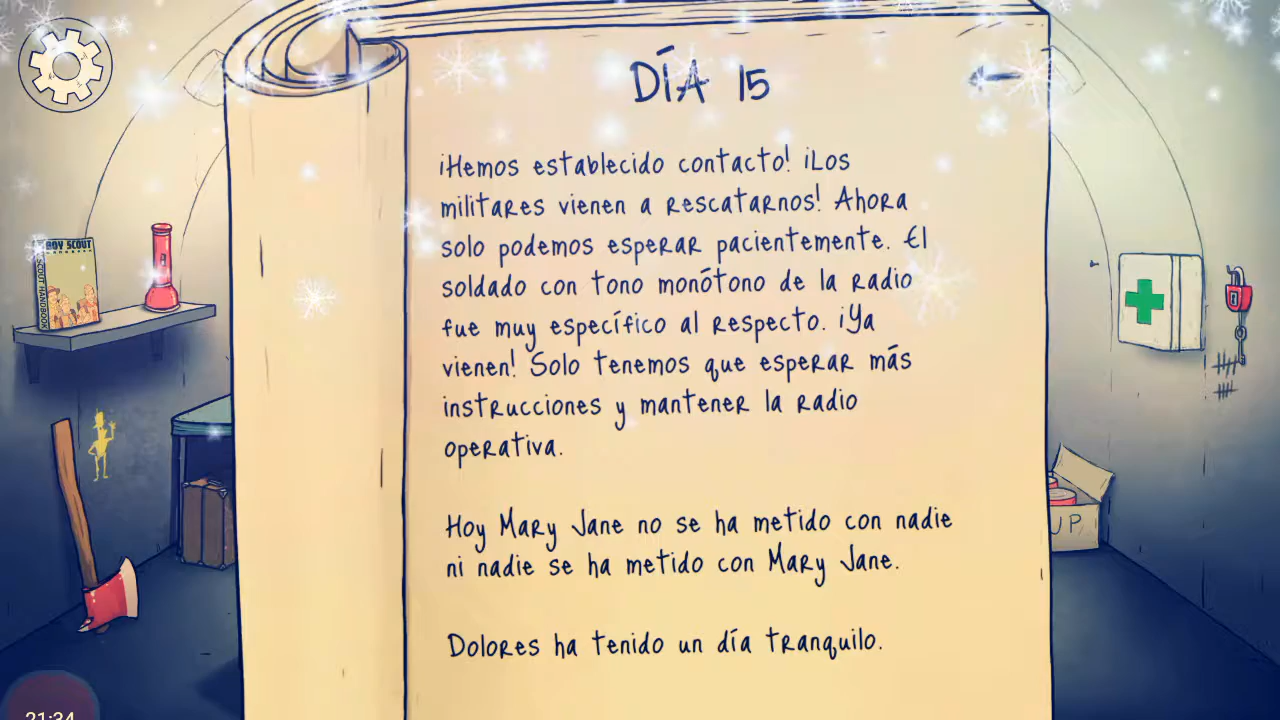 DÍA 15
¡Hemos establecido contacto! ¡Los
militares vienen a rescatarnos! Ahora
solo podemos esperar pacientemente. El
soldado con tono monótono de la radio
fue muy específico al respecto. ¡Ya
vienen! Solo tenemos que esperar más
instrucciones y mantener la radio
operativa.
Hoy Mary Jane no se ha metido con nadie
ni nadie se ha metido con Mary Jane.
Dolores ha tenido un día tranquilo.
BOY SCOUT
SCOUT HANDBOOK
UP
21:34